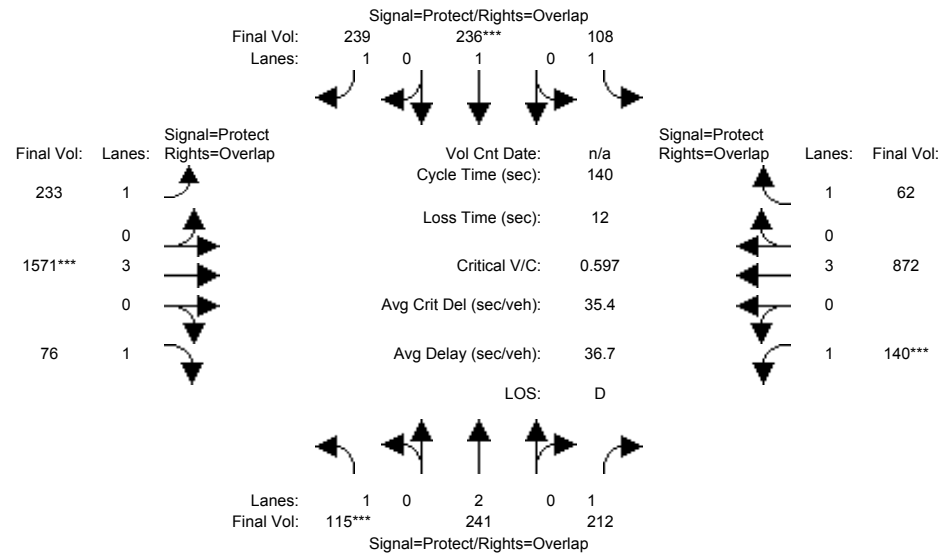 Signal=Protect/Rights=Overlap
Final Vol: 239 236*** 108
Lanes: 1 0 1 0 1
Signal=Protect Signal=Protect
Final Vol: Lanes: Rights=Overlap Vol Cnt Date: n/a Rights=Overlap Lanes: Final Vol:
Cycle Time (sec): 140
233 1 1 62
Loss Time (sec): 12
0 0
1571*** 3 Critical V/C: 0.597 3 872
0 Avg Crit Del (sec/veh): 35.4 0
76 1 Avg Delay (sec/veh): 36.7 1 140***
LOS: D
Lanes: 1 0 2 0 1
Final Vol: 115*** 241 212
Signal=Protect/Rights=Overlap